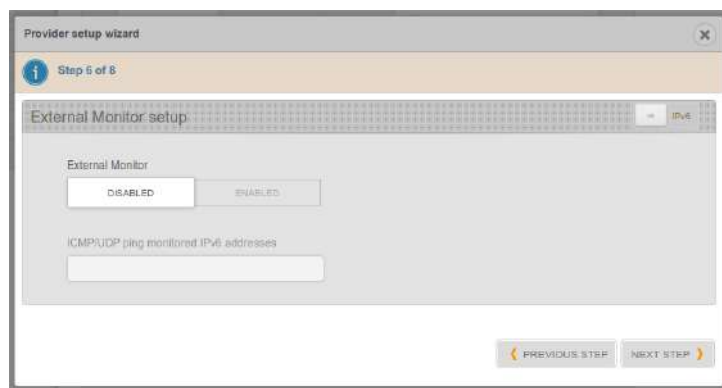 Provider setup wizard
Step 6 of 8
External Monitor setup
IPv6
External Monitor
DISABLED
ENABLED
ICMP/UDP ping monitored IPv6 addresses
PREVIOUS STEP
NEXT STEP